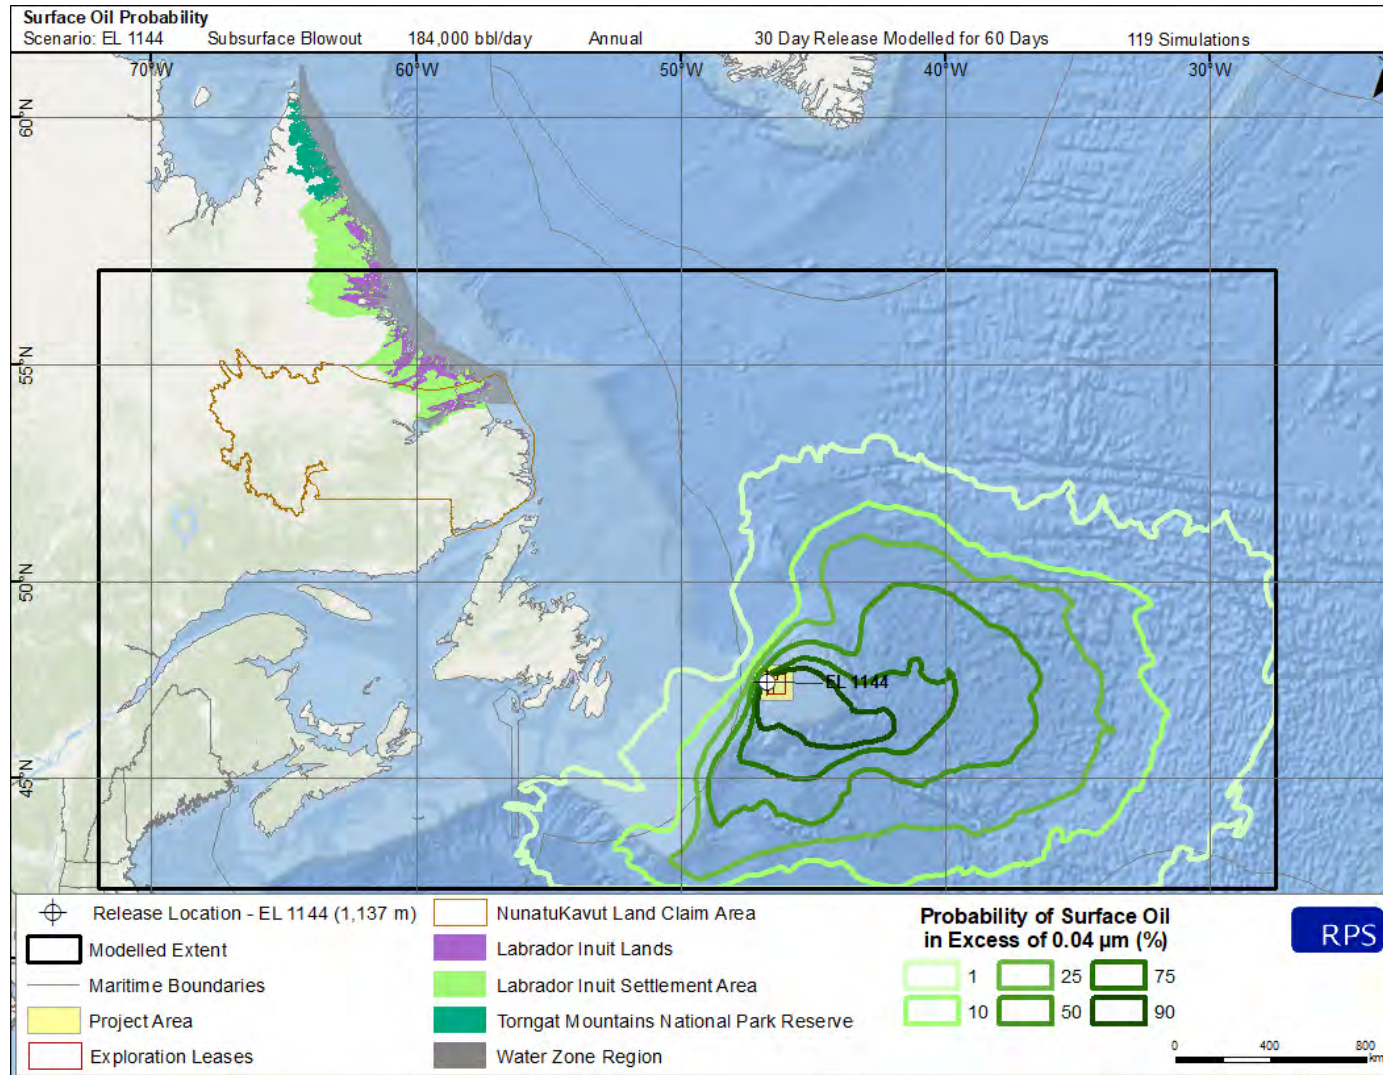 Surface Oil Probability
Scenario: EL 1144 Subsurface Blowout 184,000 bbl/day Annual 30 Day Release Modelled for 60 Days 119 Simulations
70°W 60°W 50°W 40°W 30°W
60°N
55°N
50°N
EL 1144
45°N
Release Location - EL 1144 (1,137 m)
Modelled Extent
Maritime Boundaries
Project Area
Exploration Leases
NunatuKavut Land Claim Area
Labrador Inuit Lands
Labrador Inuit Settlement Area
Torngat Mountains National Park Reserve
Water Zone Region
Probability of Surface Oil
in Excess of 0.04 µm (%)
1 25 75
10 50 90
RPS
0 400 800
km